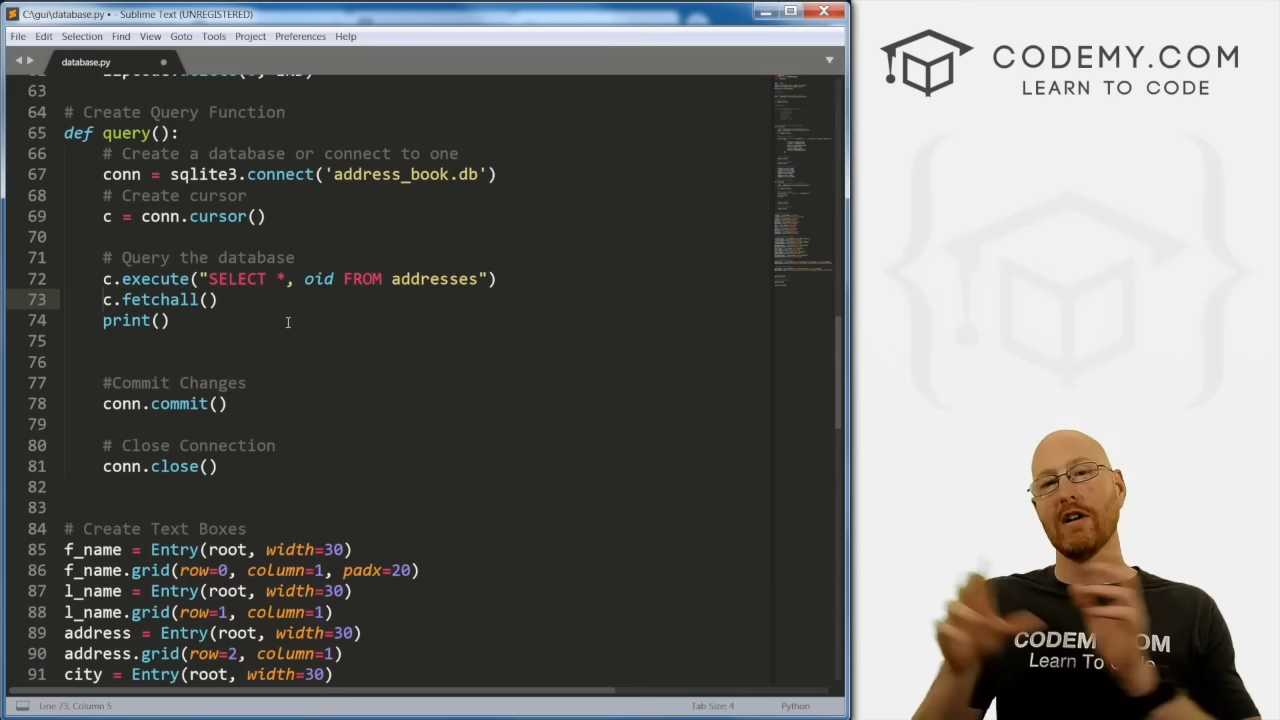 C:\gui\database.py • - Sublime Text (UNREGISTERED)
File Edit Selection Find View Goto Tools Project Preferences Help
database.py
63
64 #Create Query Function
65 def query():
66 # Create a database or connect to one
67 conn = sqlite3.connect('address_book.db')
68 # Create cursor
69 c = conn.cursor()
70
71 # Query the database
72 c.execute("SELECT *, oid FROM addresses")
73 c.fetchall()
74 print()
75
76
77 #Commit Changes
78 conn.commit()
79
80 # Close Connection
81 conn.close()
82
83
84 # Create Text Boxes
85 f_name = Entry(root, width=30)
86 f_name.grid(row=0, column=1, padx=20)
87 l_name = Entry(root, width=30)
88 l_name.grid(row=1, column=1)
89 address = Entry(root, width=30)
90 address.grid(row=2, column=1)
91 city = Entry(root, width=30)
Line 73, Column 5
Tab Size: 4
Python
CODEMY.COM
LEARN TO CODE
CODEMY.COM
Learn To Code